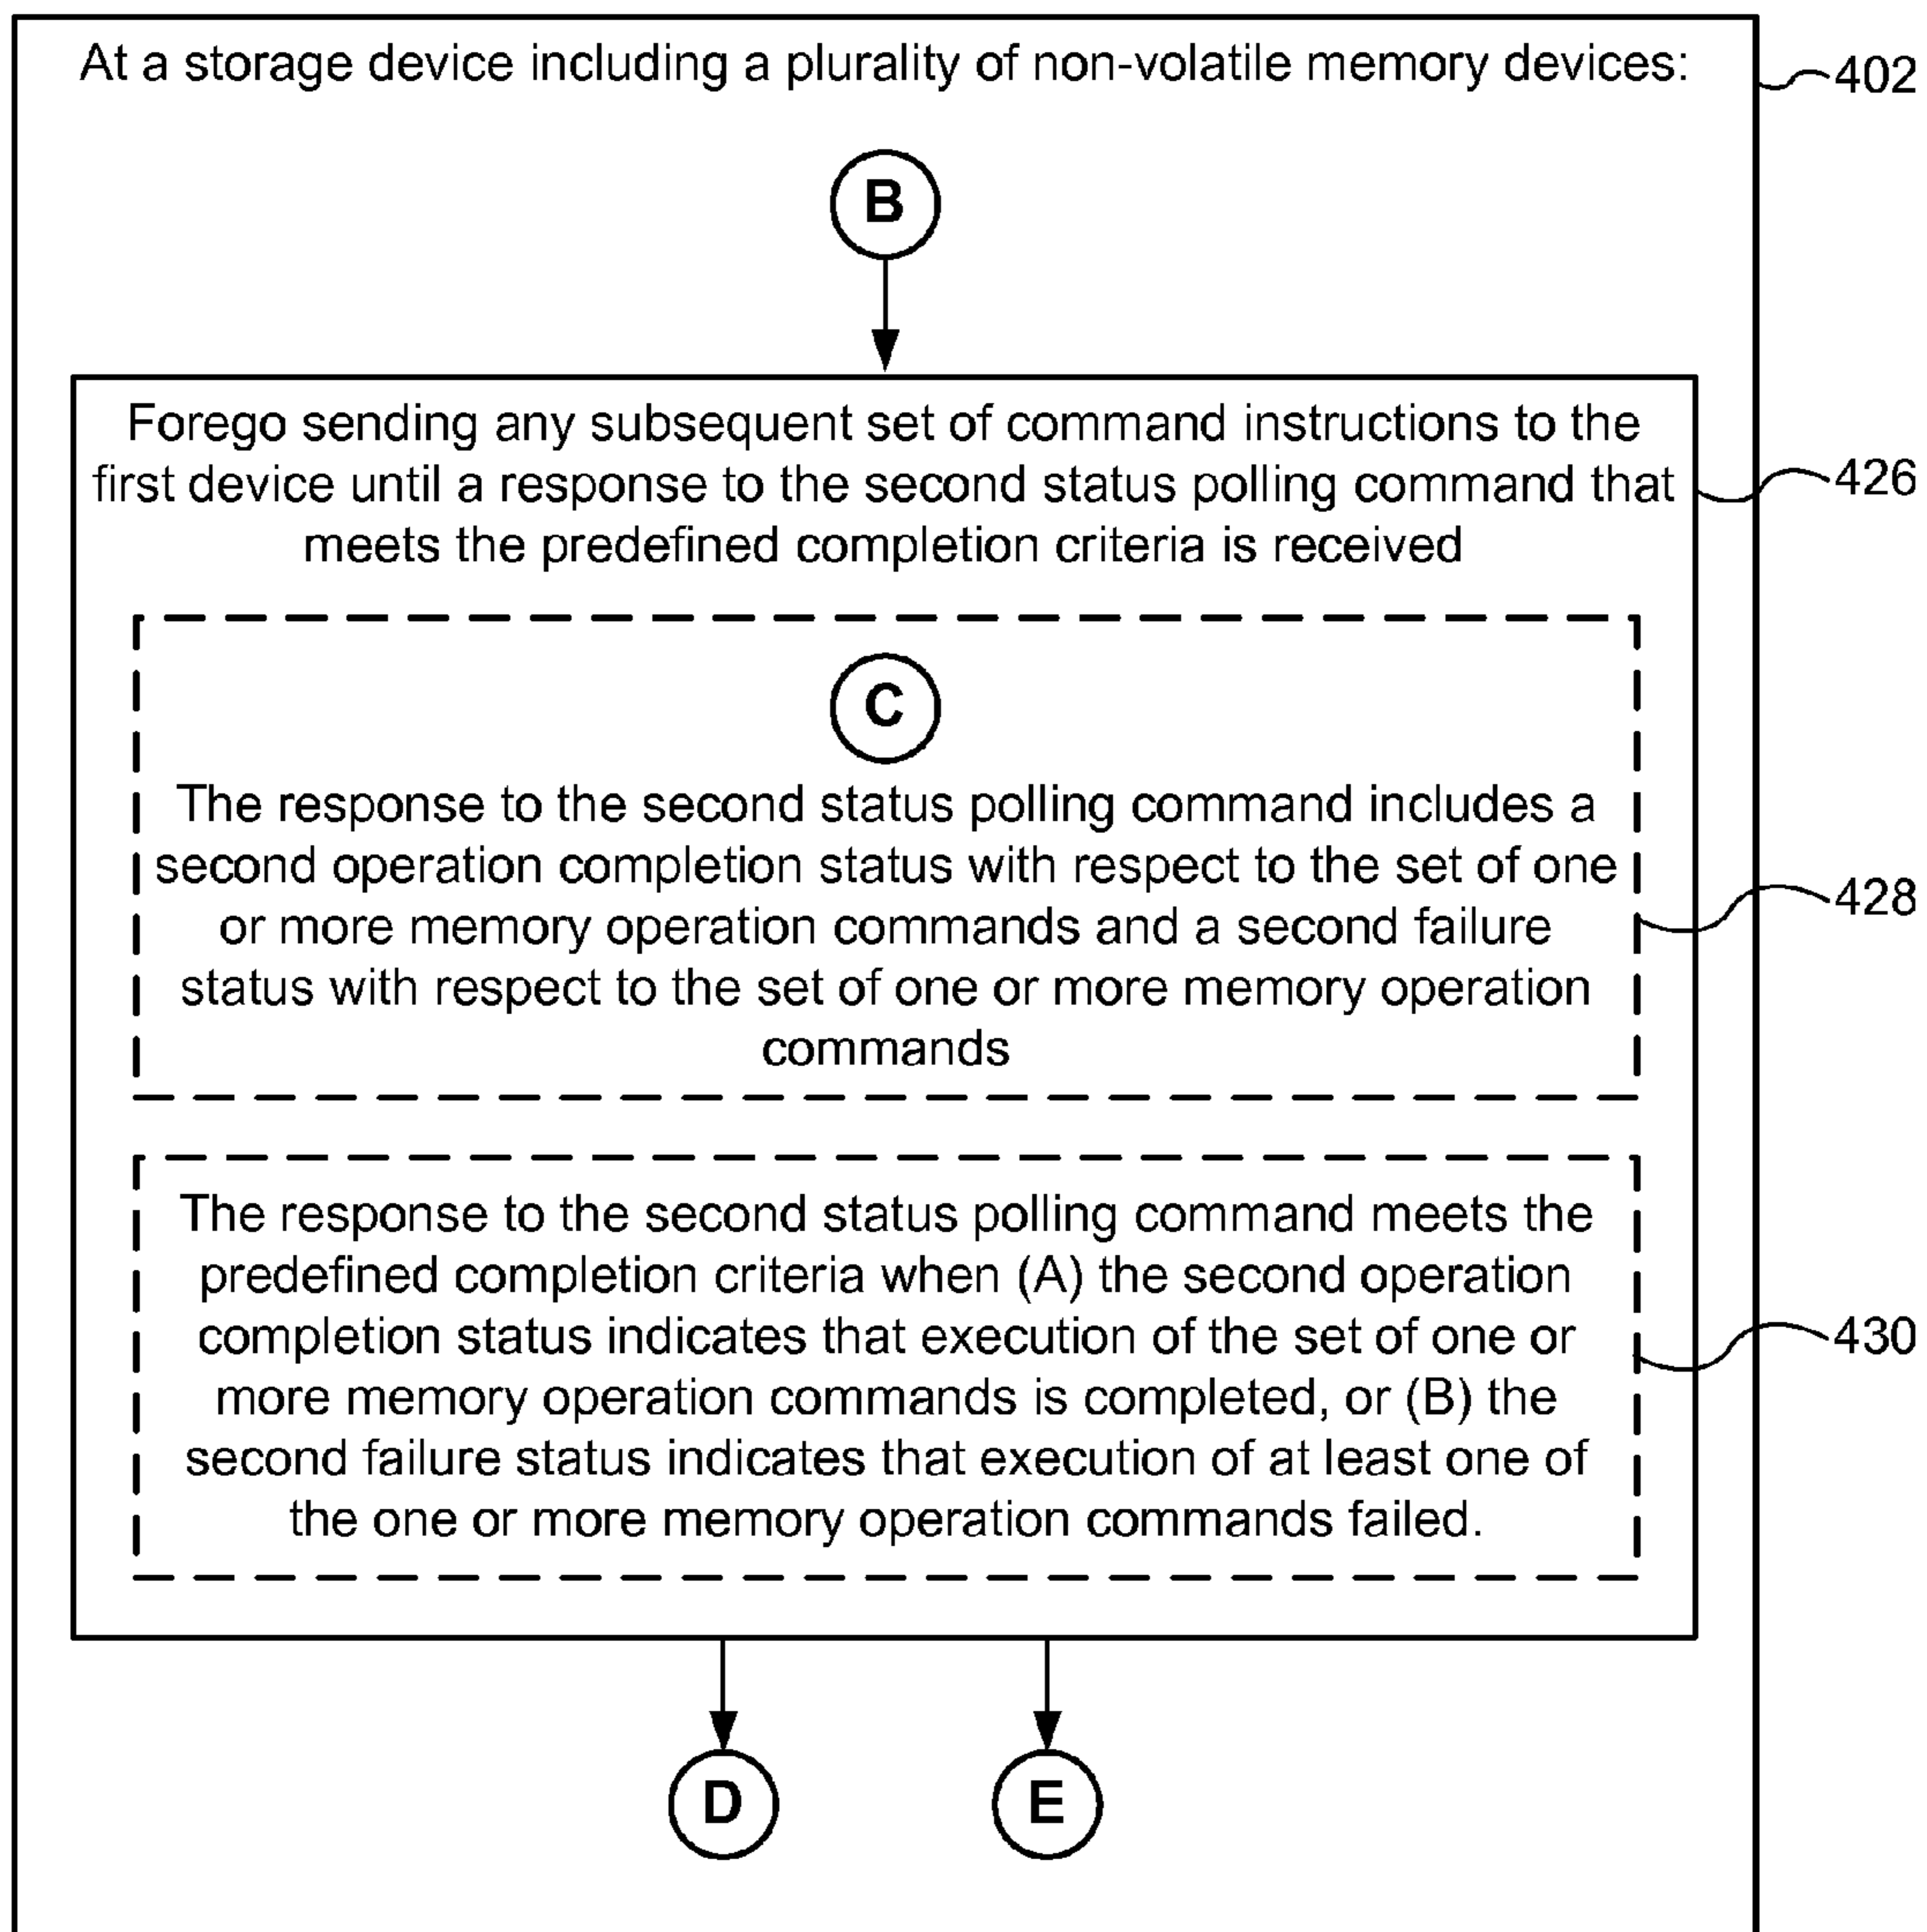 At a storage device including a plurality of non-volatile memory devices:
402
B
Forego sending any subsequent set of command instructions to the
first device until a response to the second status polling command that
meets the predefined completion criteria is received
426
C
The response to the second status polling command includes a
second operation completion status with respect to the set of one
or more memory operation commands and a second failure
status with respect to the set of one or more memory operation
commands
428
The response to the second status polling command meets the
predefined completion criteria when (A) the second operation
completion status indicates that execution of the set of one or
more memory operation commands is completed, or (B) the
second failure status indicates that execution of at least one of
the one or more memory operation commands failed.
430
D
E